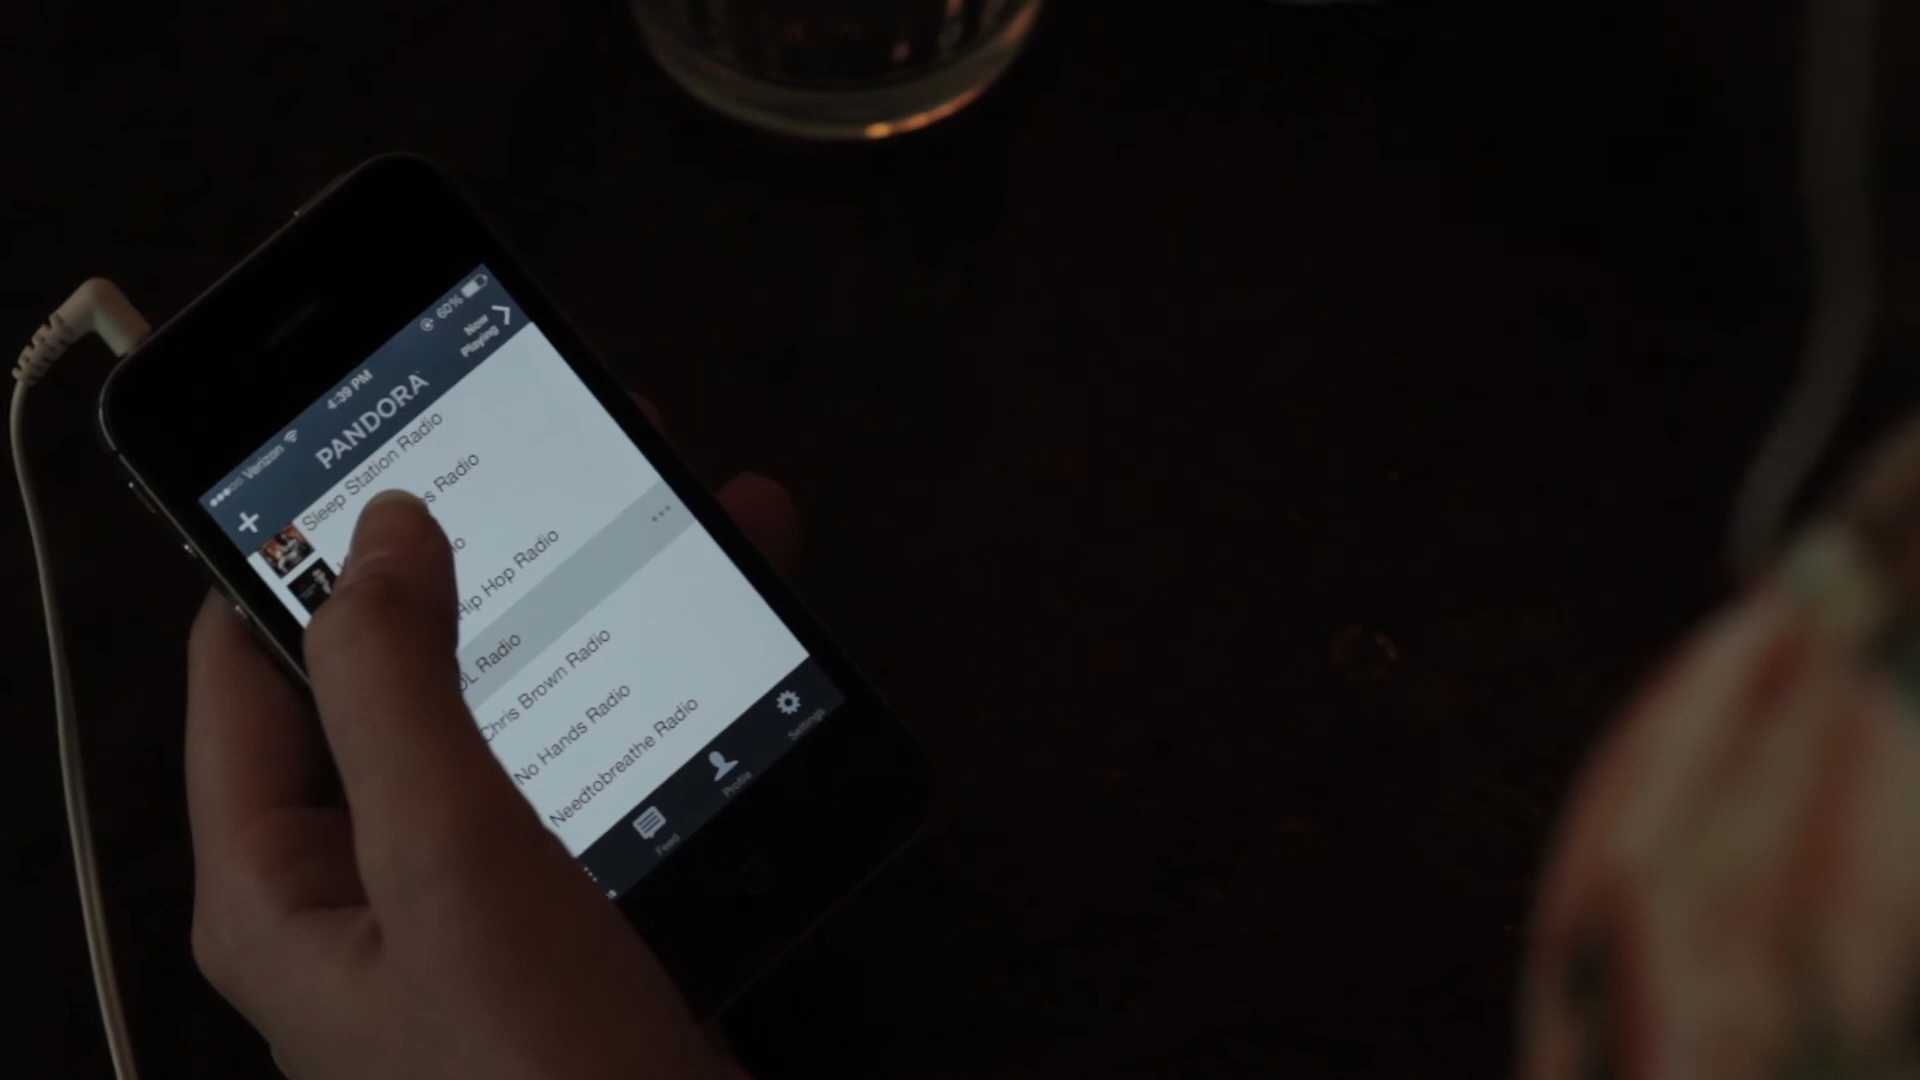 Verizon 4:39 PM 60%
PANDORA
Now
Playing
Sleep Station Radio
Radio
Hip Hop Radio
Radio
Chris Brown Radio
No Hands Radio
Needtobreathe Radio
Feed
Profile
Settings